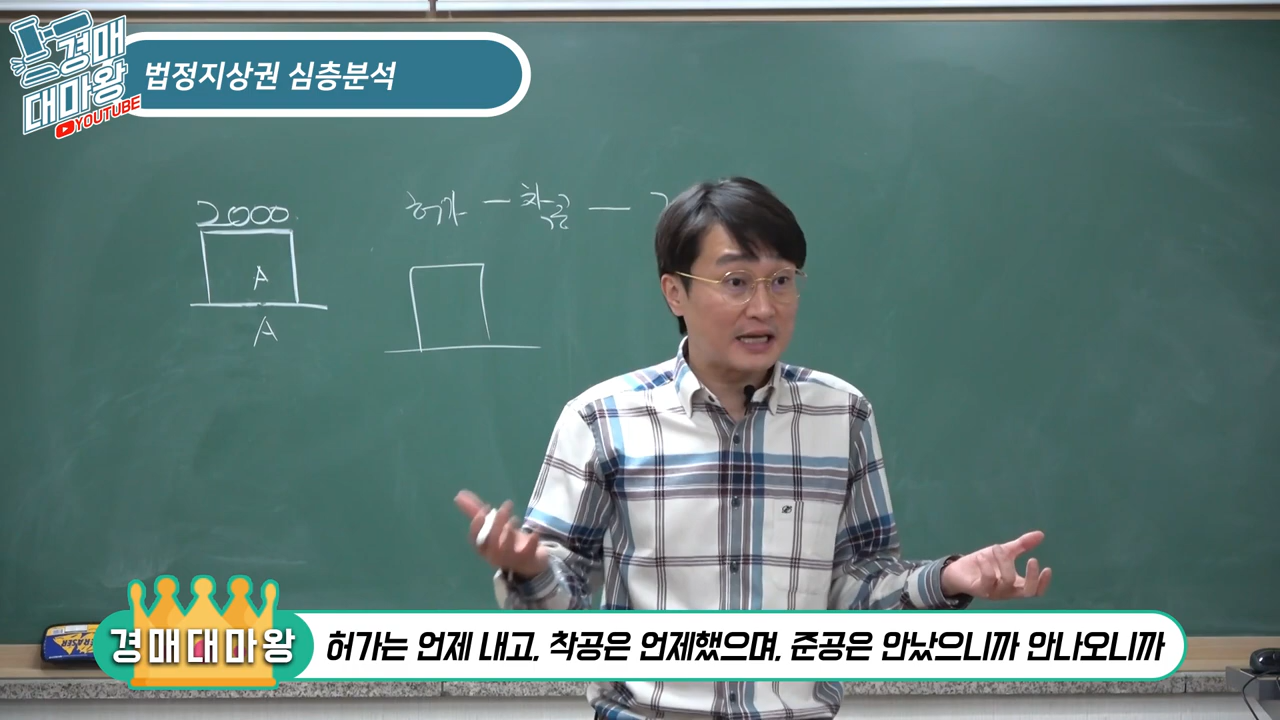 경매
대마왕
YOUTUBE
법정지상권 심층분석
2000
A
A
허가 - 착공 -
경매대마왕
허가는 언제 내고, 착공은 언제했으며, 준공은 안났으니까 안나오니까